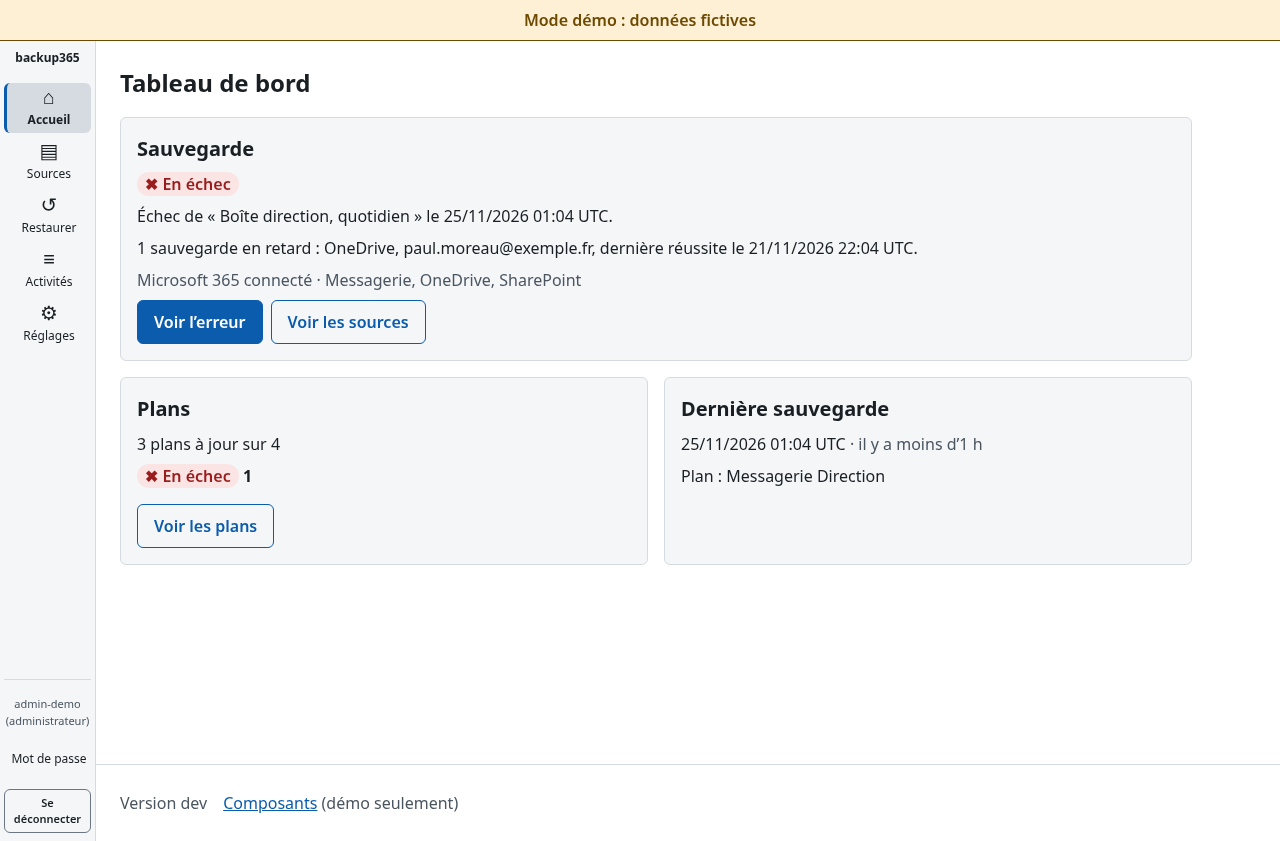 Mode démo : données fictives
backup365
Accueil
Sources
Restaurer
Activités
Réglages
admin-demo
(administrateur)
Mot de passe
Se
déconnecter
Tableau de bord
Sauvegarde
✖ En échec
Échec de « Boîte direction, quotidien » le 25/11/2026 01:04 UTC.
1 sauvegarde en retard : OneDrive, paul.moreau@exemple.fr, dernière réussite le 21/11/2026 22:04 UTC.
Microsoft 365 connecté · Messagerie, OneDrive, SharePoint
Voir l’erreur
Voir les sources
Plans
3 plans à jour sur 4
✖ En échec 1
Voir les plans
Dernière sauvegarde
25/11/2026 01:04 UTC · il y a moins d’1 h
Plan : Messagerie Direction
Version dev Composants (démo seulement)